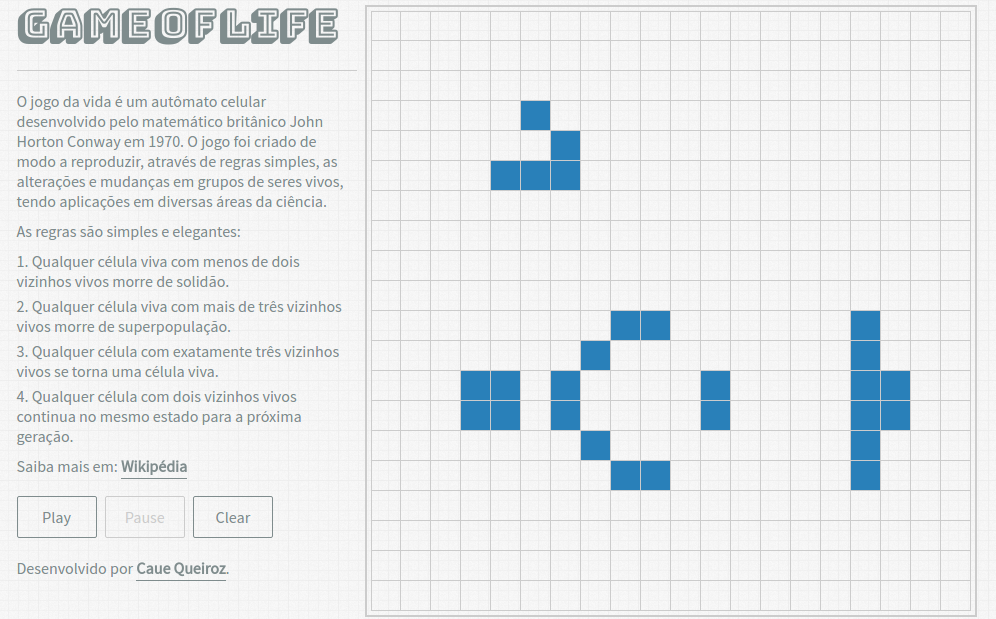 GAME OF LIFE
O jogo da vida é um autômato celular
desenvolvido pelo matemático britânico John
Horton Conway em 1970. O jogo foi criado de
modo a reproduzir, através de regras simples, as
alterações e mudanças em grupos de seres vivos,
tendo aplicações em diversas áreas da ciência.
As regras são simples e elegantes:
1. Qualquer célula viva com menos de dois
vizinhos vivos morre de solidão.
2. Qualquer célula viva com mais de três vizinhos
vivos morre de superpopulação.
3. Qualquer célula com exatamente três vizinhos
vivos se torna uma célula viva.
4. Qualquer célula com dois vizinhos vivos
continua no mesmo estado para a próxima
geração.
Saiba mais em: Wikipédia
Play Pause Clear
Desenvolvido por Caue Queiroz.